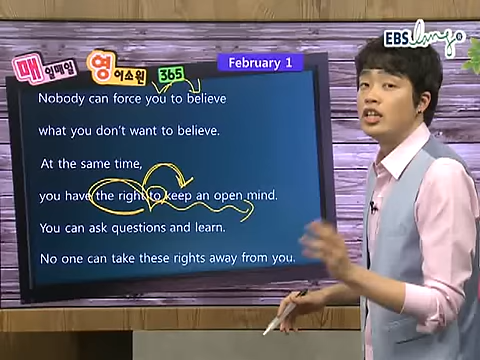 EBS lang
매일매일 영어소원 365
February 1
Nobody can force you to believe
what you don't want to believe.
At the same time,
you have the right to keep an open mind.
You can ask questions and learn.
No one can take these rights away from you.